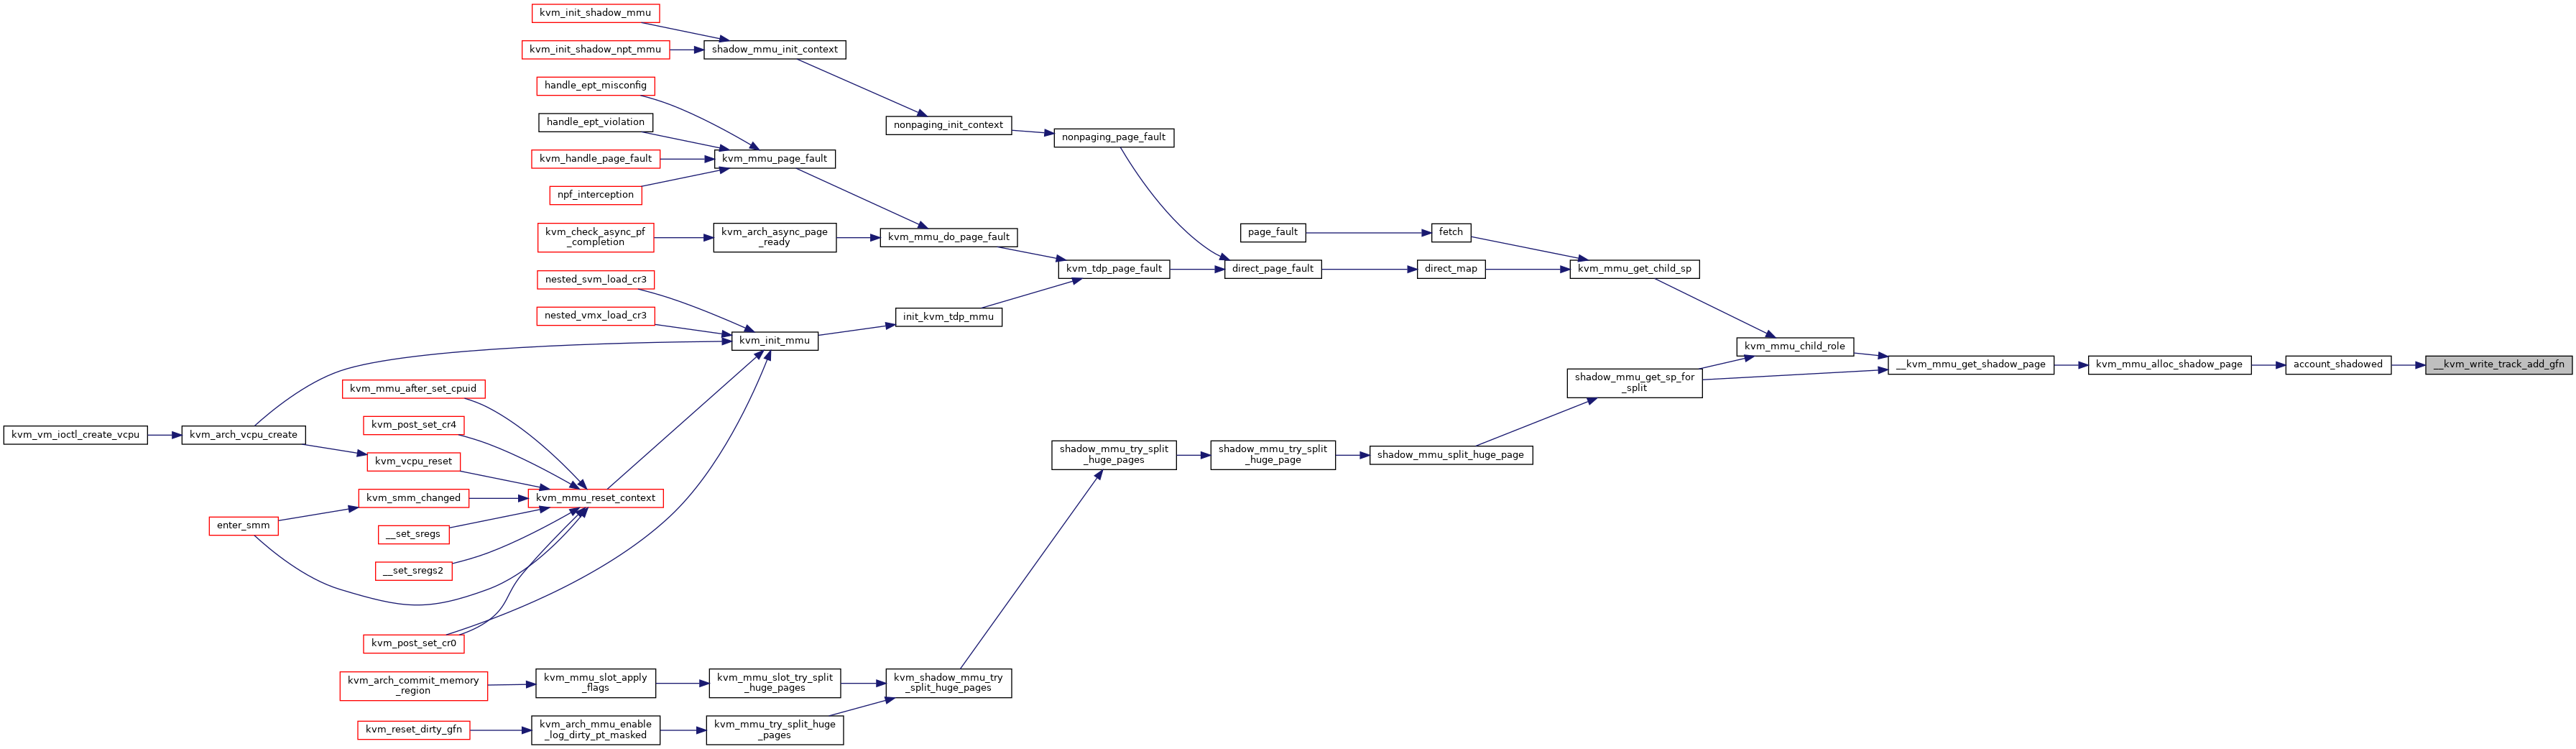 kvm_init_shadow_mmu
kvm_init_shadow_npt_mmu
shadow_mmu_init_context
handle_ept_misconfig
handle_ept_violation
nonpaging_init_context
nonpaging_page_fault
kvm_handle_page_fault
kvm_mmu_page_fault
npf_interception
kvm_check_async_pf
_completion
kvm_arch_async_page
_ready
kvm_mmu_do_page_fault
page_fault
fetch
kvm_tdp_page_fault
direct_page_fault
direct_map
kvm_mmu_get_child_sp
nested_svm_load_cr3
nested_vmx_load_cr3
init_kvm_tdp_mmu
kvm_init_mmu
kvm_mmu_child_role
__kvm_mmu_get_shadow_page
kvm_mmu_alloc_shadow_page
account_shadowed
__kvm_write_track_add_gfn
kvm_mmu_after_set_cpuid
shadow_mmu_get_sp_for
_split
kvm_post_set_cr4
kvm_vm_ioctl_create_vcpu
kvm_arch_vcpu_create
kvm_vcpu_reset
shadow_mmu_try_split
_huge_pages
shadow_mmu_try_split
_huge_page
shadow_mmu_split_huge_page
kvm_smm_changed
kvm_mmu_reset_context
enter_smm
__set_sregs
__set_sregs2
kvm_post_set_cr0
kvm_arch_commit_memory
_region
kvm_mmu_slot_apply
_flags
kvm_mmu_slot_try_split
_huge_pages
kvm_shadow_mmu_try
_split_huge_pages
kvm_reset_dirty_gfn
kvm_arch_mmu_enable
_log_dirty_pt_masked
kvm_mmu_try_split_huge
_pages